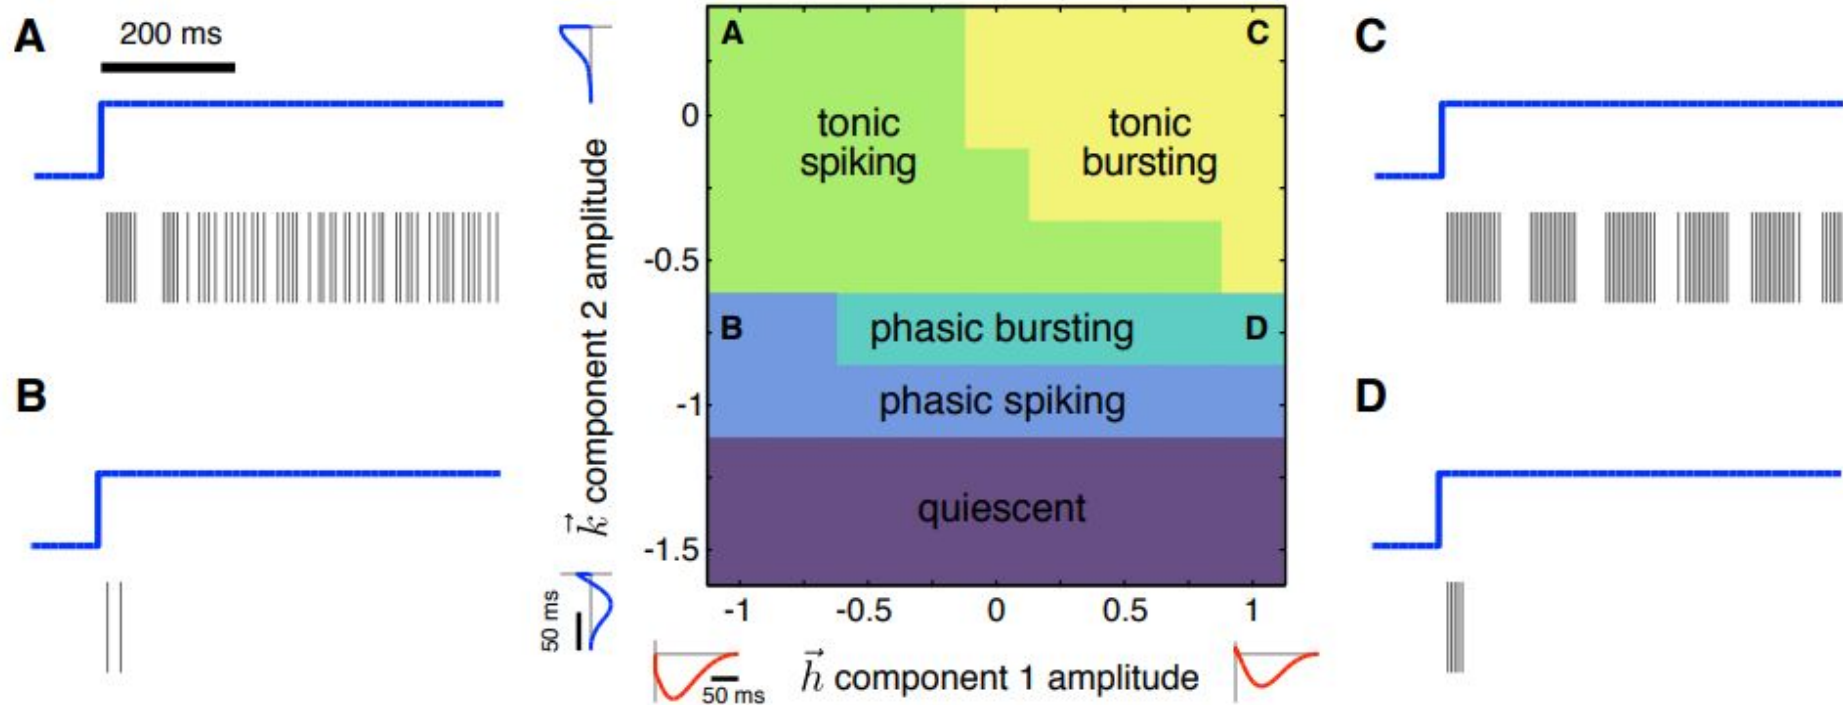 A
200 ms
B
k⃗ component 2 amplitude
50 ms
0
-0.5
-1
-1.5
A
C
tonic
spiking
tonic
bursting
B
phasic bursting
D
phasic spiking
quiescent
-1
-0.5
0
0.5
1
50 ms
h⃗ component 1 amplitude
C
D